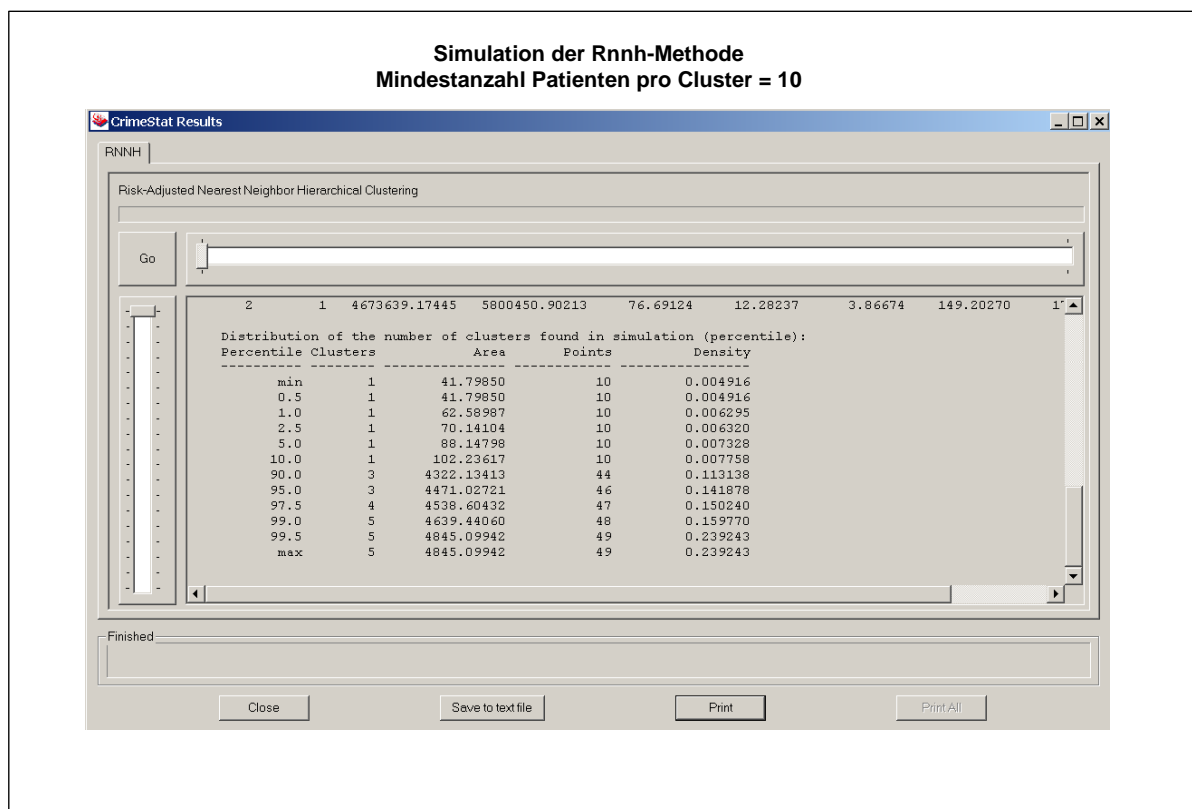 Simulation der Rnnh-Methode
Mindestanzahl Patienten pro Cluster = 10
CrimeStat Results
RNNH
Risk-Adjusted Nearest Neighbor Hierarchical Clustering
Go
2 1 4673639.17445 5800450.90213 76.69124 12.28237 3.86674 149.20270
Distribution of the number of clusters found in simulation (percentile):
Percentile Clusters Area Points Density
---------- -------- --------------- ------------ ----------------
min 1 41.79850 10 0.004916
0.5 1 41.79850 10 0.004916
1.0 1 62.58987 10 0.006295
2.5 1 70.14104 10 0.006320
5.0 1 88.14798 10 0.007328
10.0 1 102.23617 10 0.007758
90.0 3 4322.13413 44 0.113138
95.0 3 4471.02721 46 0.141878
97.5 4 4538.60432 47 0.150240
99.0 5 4639.44060 48 0.159770
99.5 5 4845.09942 49 0.239243
max 5 4845.09942 49 0.239243
Finished
Close Save to text file Print Print All